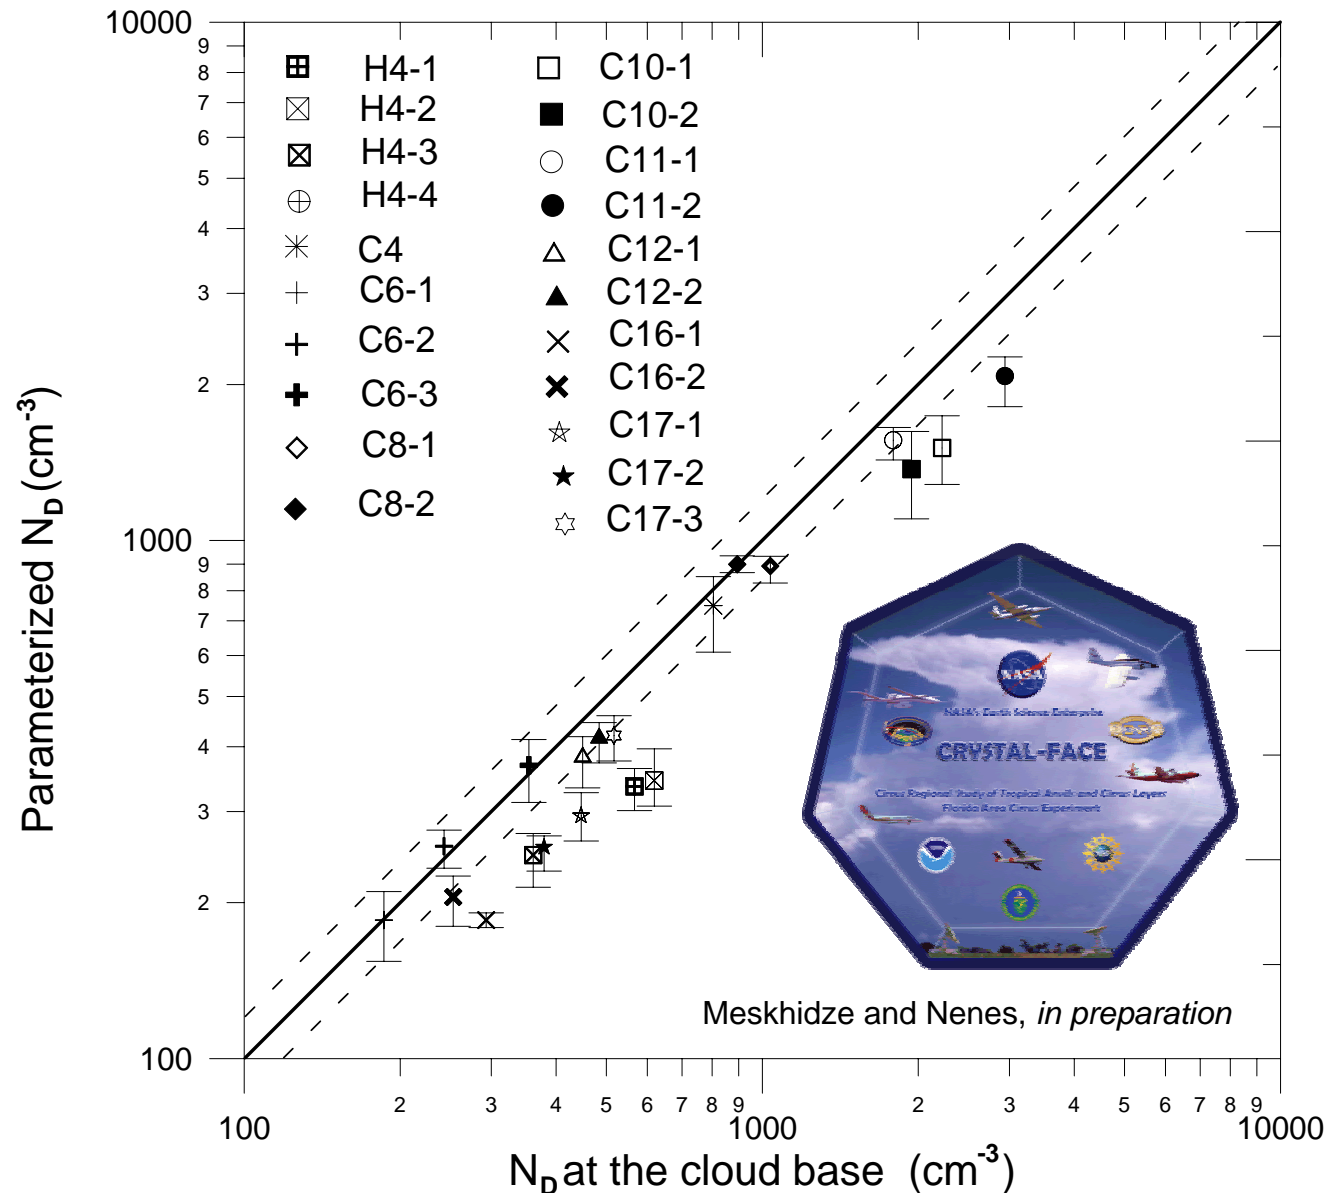 10000
9
8
7
6
5
4
3
2
1000
9
8
7
6
5
4
3
2
100
Parameterized N_D (cm^-3)
H4-1
H4-2
H4-3
H4-4
C4
C6-1
C6-2
C6-3
C8-1
C8-2
C10-1
C10-2
C11-1
C11-2
C12-1
C12-2
C16-1
C16-2
C17-1
C17-2
C17-3
NASA
NASA's Earth Science Enterprise
CRYSTAL-FACE
Cirrus Regional Study of Tropical Anvils and Cirrus Layers
Florida Area Cirrus Experiment
Meskhidze and Nenes, in preparation
2 3 4 5 6 7 8 9 2 3 4 5 6 7 8 9
100 1000 10000
N_D at the cloud base (cm^-3)